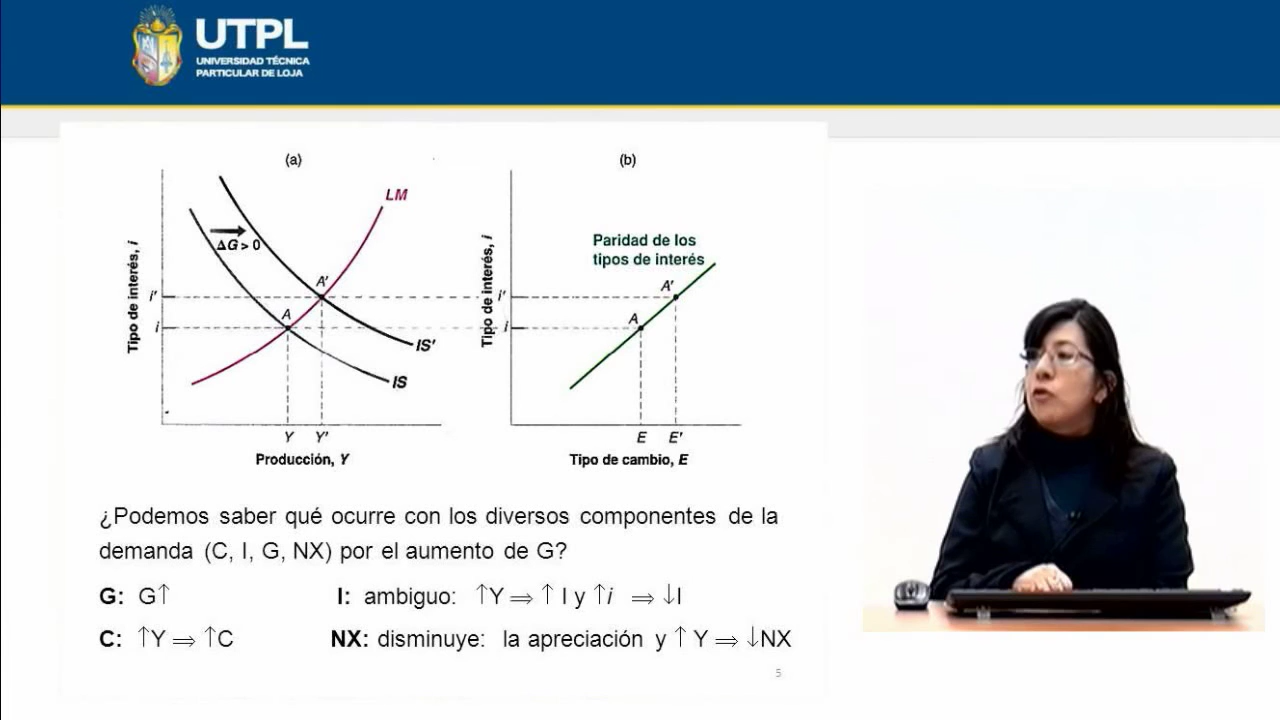 UTPL
UNIVERSIDAD TÉCNICA
PARTICULAR DE LOJA
(a)
Tipo de interés, i
LM
ΔG > 0
A'
i'
A
i
IS'
IS
Y Y'
Producción, Y
(b)
Tipo de interés, i
Paridad de los
tipos de interés
A'
i'
A
i
E E'
Tipo de cambio, E
¿Podemos saber qué ocurre con los diversos componentes de la
demanda (C, I, G, NX) por el aumento de G?
G: G↑ I: ambiguo: ↑Y ⇒ ↑ I y ↑i ⇒ ↓I
C: ↑Y ⇒ ↑C NX: disminuye: la apreciación y ↑ Y ⇒ ↓NX
5